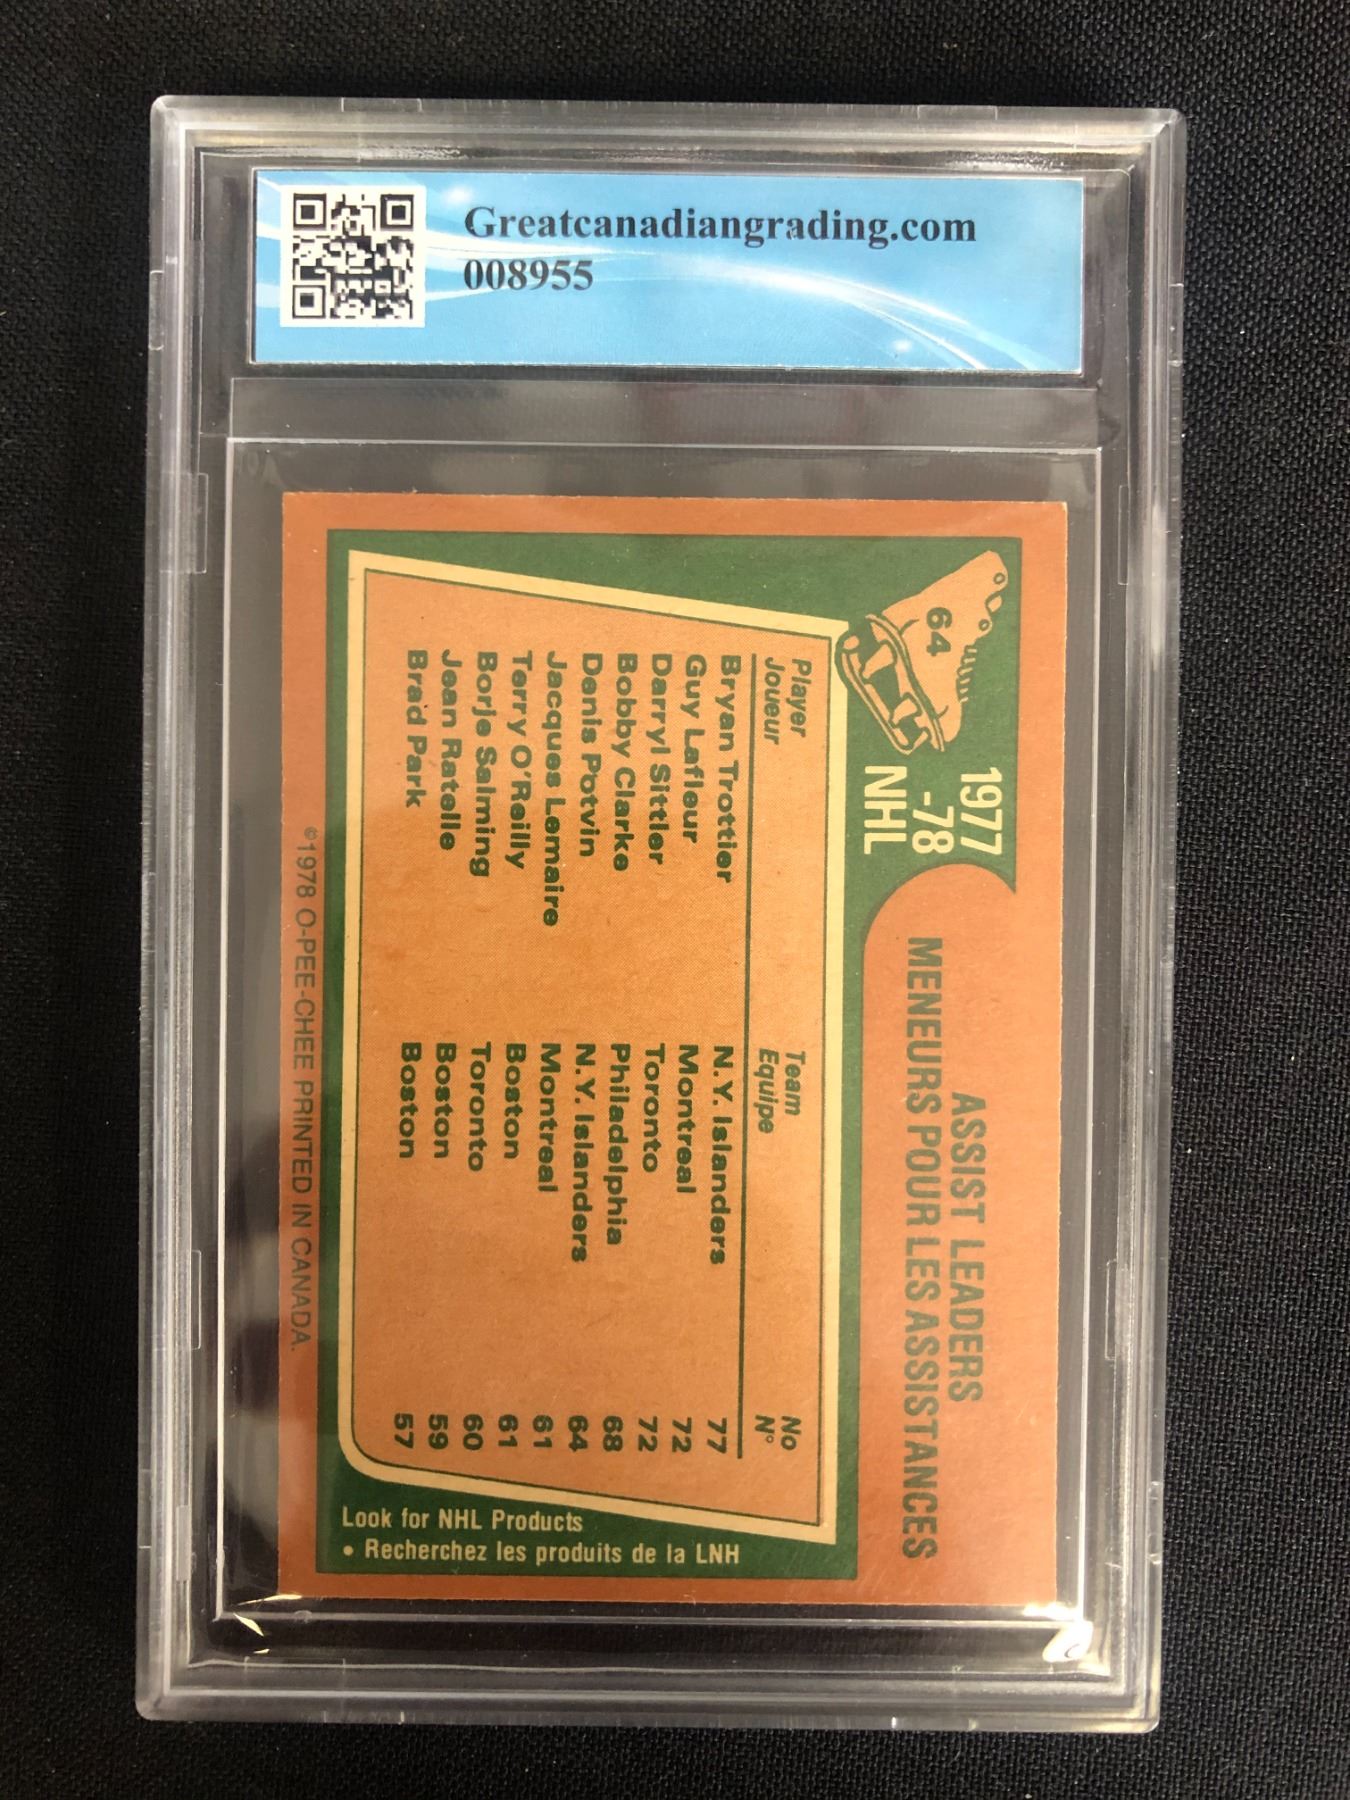 Greatcanadiangrading.com
008955
64
1977
-78
NHL
ASSIST LEADERS
MENEURS POUR LES ASSISTANCES
Player Team No
Joueur Equipe N°
Bryan Trottier N.Y. Islanders 77
Guy Lafleur Montreal 72
Darryl Sittler Toronto 72
Bobby Clarke Philadelphia 68
Denis Potvin N.Y. Islanders 64
Jacques Lemaire Montreal 61
Terry O'Reilly Boston 61
Borje Salming Toronto 60
Jean Ratelle Boston 59
Brad Park Boston 57
©1978 O-PEE-CHEE PRINTED IN CANADA.
Look for NHL Products
• Recherchez les produits de la LNH